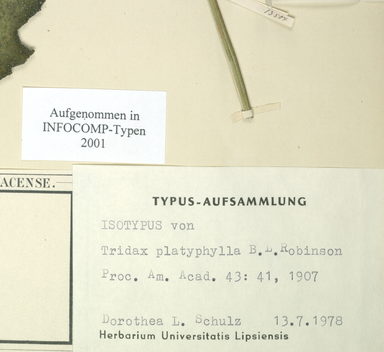 13504
Aufgenommen in
INFOCOMP-Typen
2001
ACENSE.
TYPUS-AUFSAMMLUNG
ISOTYPUS von
Tridax platyphylla B.L.Robinson
Proc. Am. Acad. 43: 41, 1907
Dorothea L. Schulz 13.7.1978
Herbarium Universitatis Lipsiensis